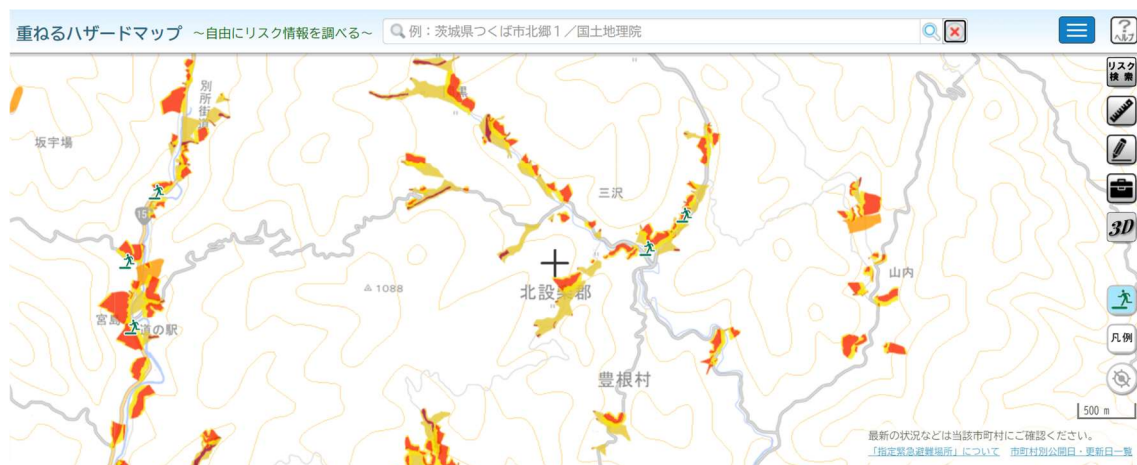 重ねるハザードマップ ～自由にリスク情報を調べる～
例：茨城県つくば市北郷１／国土地理院
ヘルプ
リスク
検索
別所街道
坂宇場
三沢
15
3D
山内
1088
北設楽郡
宮島
道の駅
凡例
豊根村
500 m
最新の状況などは当該市町村にご確認ください。
「指定緊急避難場所」について 市町村別公開日・更新日一覧